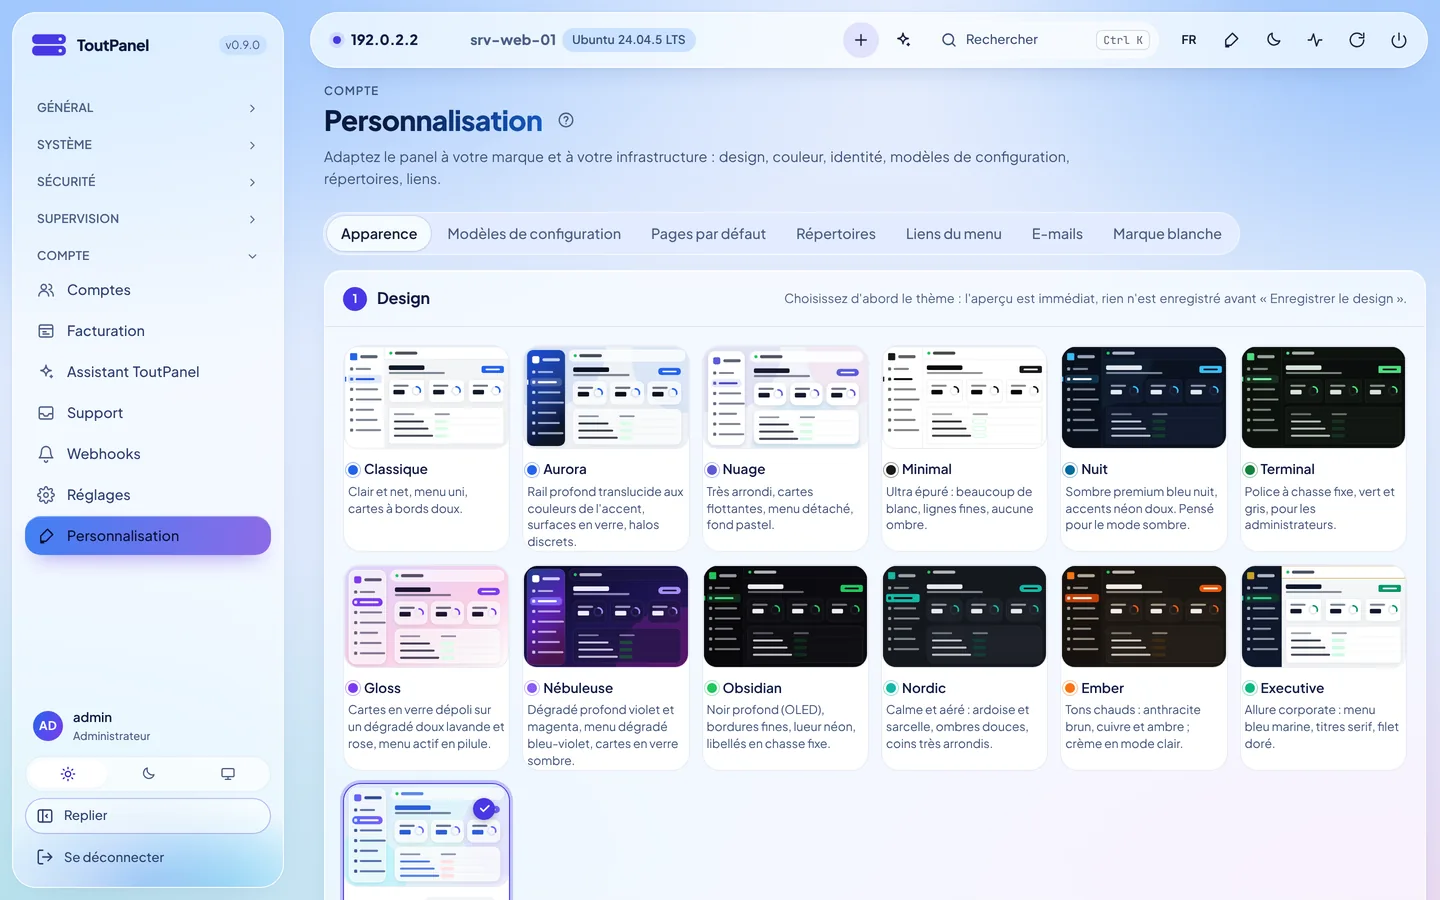 ToutPanel
v0.9.0
GÉNÉRAL
SYSTÈME
SÉCURITÉ
SUPERVISION
COMPTE
Comptes
Facturation
Assistant ToutPanel
Support
Webhooks
Réglages
Personnalisation
AD
admin
Administrateur
Replier
Se déconnecter
192.0.2.2
srv-web-01
Ubuntu 24.04.5 LTS
Rechercher
Ctrl K
FR
COMPTE
Personnalisation
Adaptez le panel à votre marque et à votre infrastructure : design, couleur, identité, modèles de configuration,
répertoires, liens.
Apparence
Modèles de configuration
Pages par défaut
Répertoires
Liens du menu
E-mails
Marque blanche
1
Design
Choisissez d'abord le thème : l'aperçu est immédiat, rien n'est enregistré avant « Enregistrer le design ».
Classique
Clair et net, menu uni,
cartes à bords doux.
Aurora
Rail profond translucide aux
couleurs de l'accent,
surfaces en verre, halos
discrets.
Nuage
Très arrondi, cartes
flottantes, menu détaché,
fond pastel.
Minimal
Ultra épuré : beaucoup de
blanc, lignes fines, aucune
ombre.
Nuit
Sombre premium bleu nuit,
accents néon doux. Pensé
pour le mode sombre.
Terminal
Police à chasse fixe, vert et
gris, pour les
administrateurs.
Gloss
Cartes en verre dépoli sur
un dégradé doux lavande et
rose, menu actif en pilule.
Nébuleuse
Dégradé profond violet et
magenta, menu dégradé
bleu-violet, cartes en verre
sombre.
Obsidian
Noir profond (OLED),
bordures fines, lueur néon,
libellés en chasse fixe.
Nordic
Calme et aéré : ardoise et
sarcelle, ombres douces,
coins très arrondis.
Ember
Tons chauds : anthracite
brun, cuivre et ambre ;
crème en mode clair.
Executive
Allure corporate : menu
bleu marine, titres serif, filet
doré.